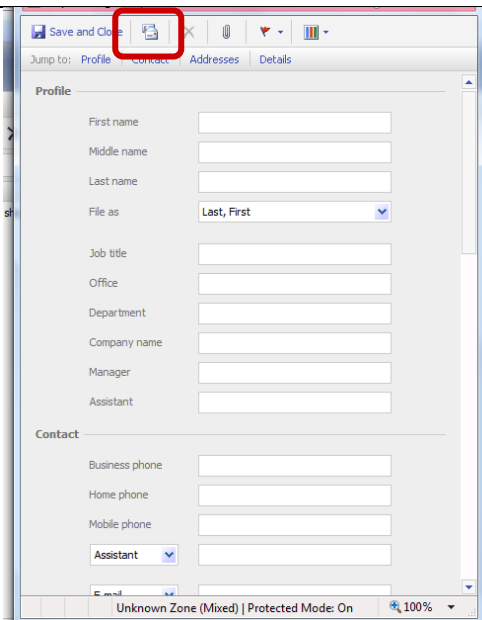 Save and Close
Jump to: Profile Contact Addresses Details
Profile
First name
Middle name
Last name
File as Last, First
Job title
Office
Department
Company name
Manager
Assistant
Contact
Business phone
Home phone
Mobile phone
Assistant
E-mail
Unknown Zone (Mixed) | Protected Mode: On 100%